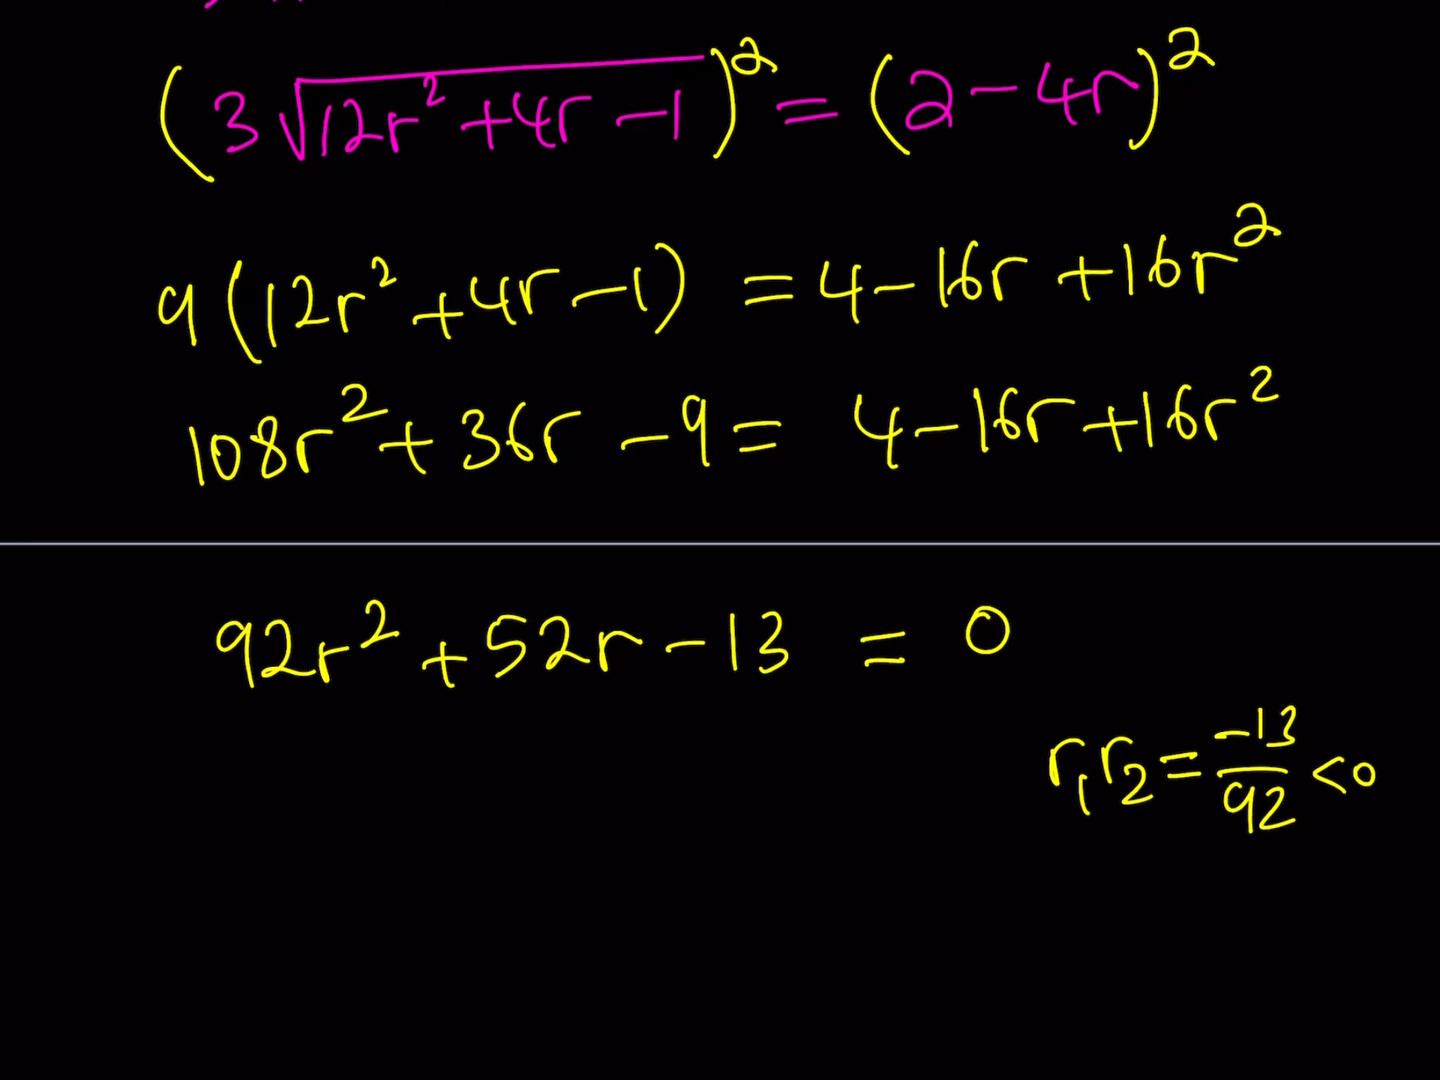 (3√(12r² + 4r − 1))² = (2 − 4r)²
9(12r² + 4r − 1) = 4 − 16r + 16r²
108r² + 36r − 9 = 4 − 16r + 16r²
92r² + 52r − 13 = 0
r₁r₂ = −13/92 < 0